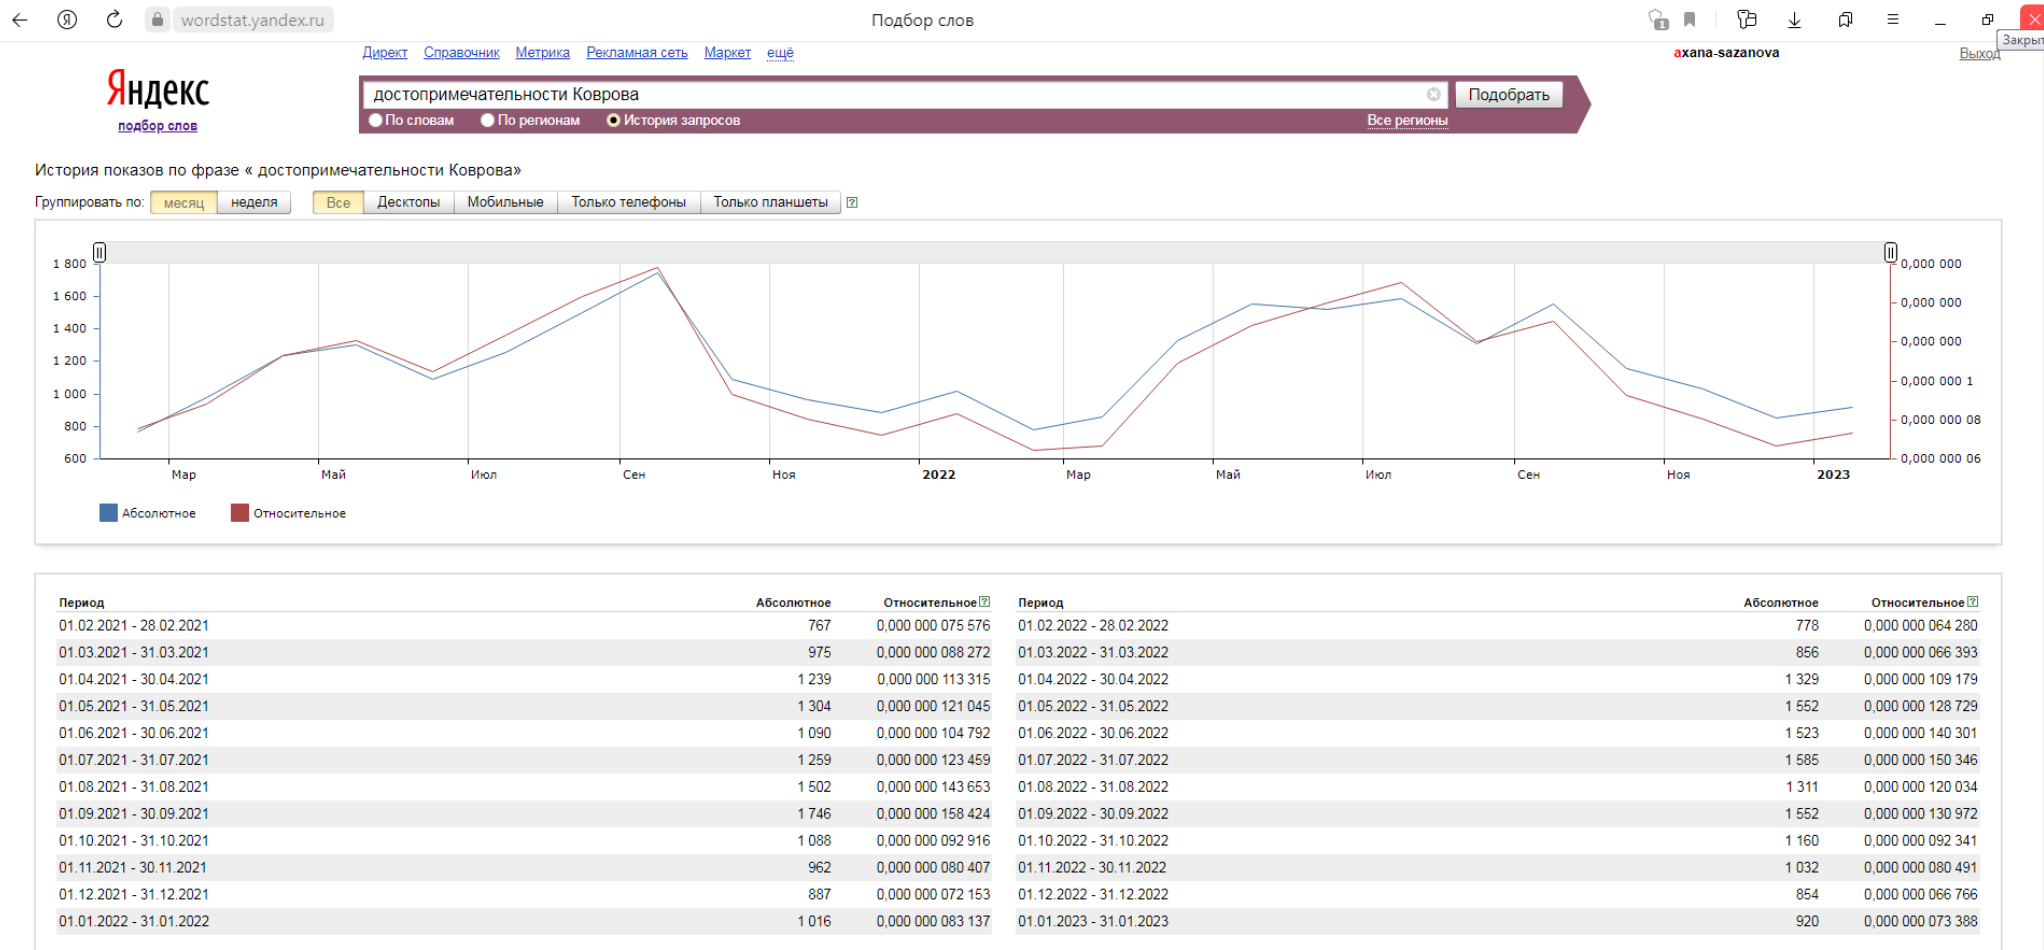 wordstat.yandex.ru
Подбор слов
1
Закрыт
Директ Справочник Метрика Рекламная сеть Маркет ещё
axana-sazanova
Выход
Яндекс
подбор слов
достопримечательности Коврова
Подобрать
По словам По регионам История запросов
Все регионы
История показов по фразе « достопримечательности Коврова»
Группировать по: месяц неделя Все Десктопы Мобильные Только телефоны Только планшеты ?
1 800 0,000 000
1 600 0,000 000
1 400
0,000 000
1 200
0,000 000 1
1 000
800 0,000 000 08
600 0,000 000 06
Мар Май Июл Сен Ноя 2022 Мар Май Июл Сен Ноя 2023
Абсолютное Относительное
Период Абсолютное Относительное ? Период Абсолютное Относительное ?
01.02.2021 - 28.02.2021 767 0,000 000 075 576 01.02.2022 - 28.02.2022 778 0,000 000 064 280
01.03.2021 - 31.03.2021 975 0,000 000 088 272 01.03.2022 - 31.03.2022 856 0,000 000 066 393
01.04.2021 - 30.04.2021 1 239 0,000 000 113 315 01.04.2022 - 30.04.2022 1 329 0,000 000 109 179
01.05.2021 - 31.05.2021 1 304 0,000 000 121 045 01.05.2022 - 31.05.2022 1 552 0,000 000 128 729
01.06.2021 - 30.06.2021 1 090 0,000 000 104 792 01.06.2022 - 30.06.2022 1 523 0,000 000 140 301
01.07.2021 - 31.07.2021 1 259 0,000 000 123 459 01.07.2022 - 31.07.2022 1 585 0,000 000 150 346
01.08.2021 - 31.08.2021 1 502 0,000 000 143 653 01.08.2022 - 31.08.2022 1 311 0,000 000 120 034
01.09.2021 - 30.09.2021 1 746 0,000 000 158 424 01.09.2022 - 30.09.2022 1 552 0,000 000 130 972
01.10.2021 - 31.10.2021 1 088 0,000 000 092 916 01.10.2022 - 31.10.2022 1 160 0,000 000 092 341
01.11.2021 - 30.11.2021 962 0,000 000 080 407 01.11.2022 - 30.11.2022 1 032 0,000 000 080 491
01.12.2021 - 31.12.2021 887 0,000 000 072 153 01.12.2022 - 31.12.2022 854 0,000 000 066 766
01.01.2022 - 31.01.2022 1 016 0,000 000 083 137 01.01.2023 - 31.01.2023 920 0,000 000 073 388